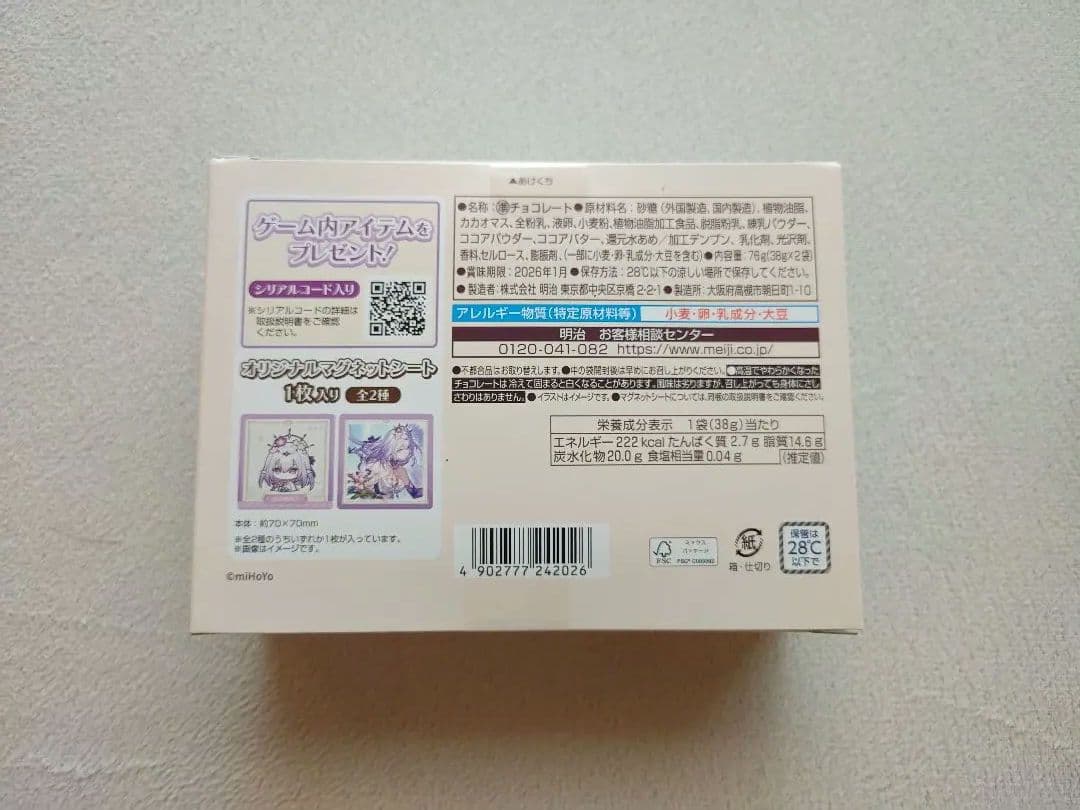 ▲あけくち
ゲーム内アイテムを
プレゼント!
シリアルコード入り
※シリアルコードの詳細は
取扱説明書をご確認
ください。
オリジナルマグネットシート
1枚入り 全2種
本体:約70×70mm
※全2種のうちいずれか1枚が入っています。
※画像はイメージです。
©miHoYo
●名称:準チョコレート●原材料名:砂糖(外国製造、国内製造)、植物油脂、
カカオマス、全粉乳、液卵、小麦粉、植物油脂加工食品、脱脂粉乳、練乳パウダー、
ココアパウダー、ココアバター、還元水あめ/加工デンプン、乳化剤、光沢剤、
香料、セルロース、膨脹剤、(一部に小麦・卵・乳成分・大豆を含む)●内容量:76g(38g×2袋)
●賞味期限:2026年1月●保存方法:28℃以下の涼しい場所で保存してください。
●製造者:株式会社 明治 東京都中央区京橋2-2-1●製造所:大阪府高槻市朝日町1-10
アレルギー物質(特定原材料等) 小麦・卵・乳成分・大豆
明治 お客様相談センター
0120-041-082 https://www.meiji.co.jp/
●不都合品はお取り替えします。●中の袋開封後は早めにお召し上がりください。●高温でやわらかくなった
チョコレートは冷えて固まると白くなることがあります。風味は劣りますが、召し上がっても身体にさし
さわりはありません。●イラストはイメージです。●マグネットシートについては、同梱の取扱説明書をご確認ください。
栄養成分表示 1袋(38g)当たり
エネルギー222kcal たんぱく質 2.7g 脂質14.6g
炭水化物20.0g 食塩相当量0.04g (推定値)
4 902777 242026
FSC
ミックス
パッケージ
紙
箱・仕切り
保管は
28℃
以下で